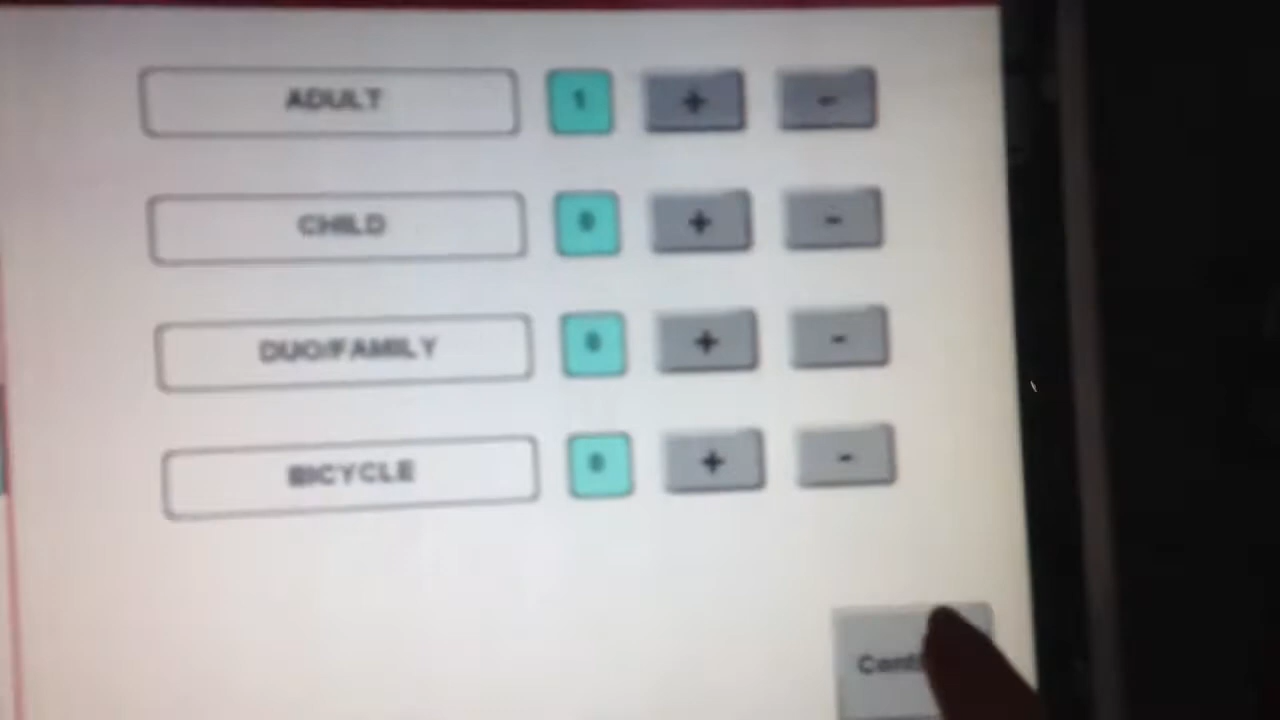 ADULT 1 + -
CHILD 0 + -
DUO/FAMILY 0 + -
BICYCLE 0 + -